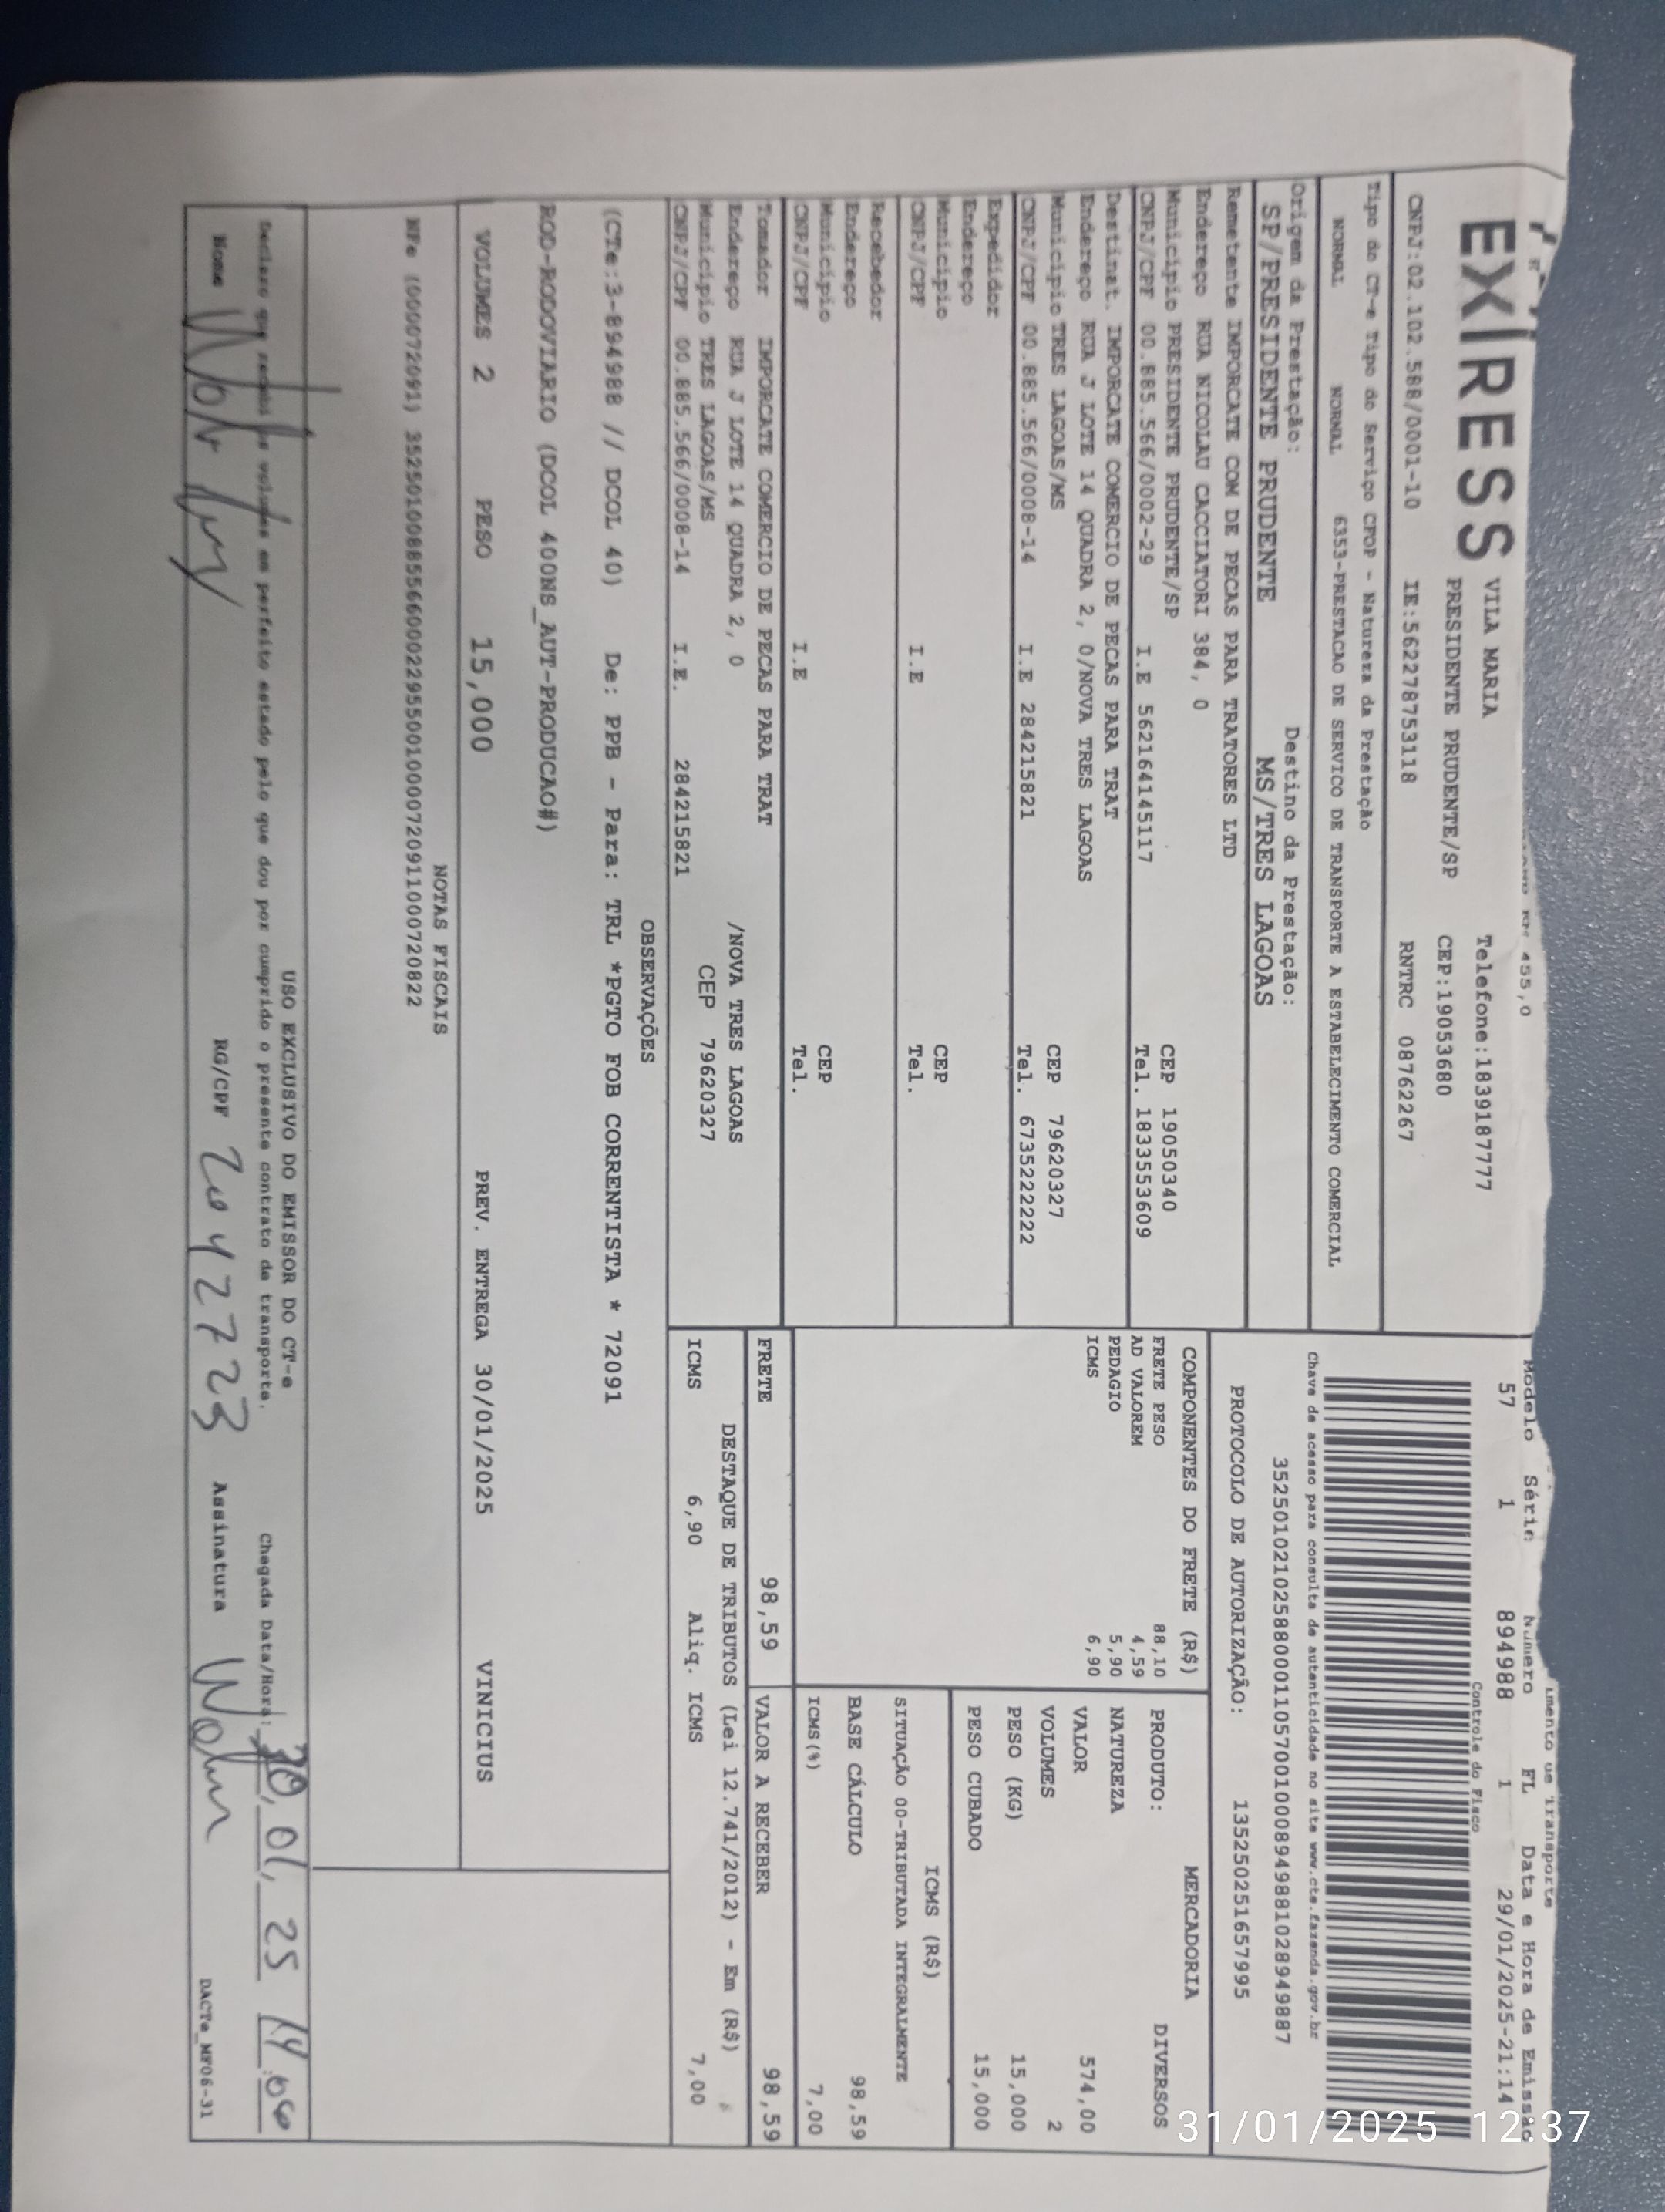 EXPRESS
VILA MARIA
Telefone:1839187777
PRESIDENTE PRUDENTE/SP
CEP:19053680
CNPJ:02.102.588/0001-10 IE:562278753118 RNTRC 08762267
455,0
Tipo do CT-e Tipo do Serviço CFOP - Natureza da Prestação
NORMAL NORMAL 6353-PRESTACAO DE SERVICO DE TRANSPORTE A ESTABELECIMENTO COMERCIAL
Origem da Prestação: Destino da Prestação:
SP/PRESIDENTE PRUDENTE MS/TRES LAGOAS
Remetente IMPORCATE COM DE PECAS PARA TRATORES LTD
Endereço RUA NICOLAU CACCIATORI 384, 0
Município PRESIDENTE PRUDENTE/SP CEP 19050340
CNPJ/CPF 00.885.566/0002-29 I.E 562164145117 Tel. 1833553609
Destinat. IMPORCATE COMERCIO DE PECAS PARA TRAT
Endereço RUA J LOTE 14 QUADRA 2, 0/NOVA TRES LAGOAS
Município TRES LAGOAS/MS CEP 79620327
CNPJ/CPF 00.885.566/0008-14 I.E 284215821 Tel. 673522222
Expedidor
Endereço
Município CEP
CNPJ/CPF I.E Tel.
Recebedor
Endereço
Município CEP
CNPJ/CPF I.E Tel.
Tomador IMPORCATE COMERCIO DE PECAS PARA TRAT
Endereço RUA J LOTE 14 QUADRA 2, 0 /NOVA TRES LAGOAS
Município TRES LAGOAS/MS CEP 79620327
CNPJ/CPF 00.885.566/0008-14 I.E. 284215821
Modelo Série Número FL Data e Hora de Emissã
57 1 894988 1 29/01/2025-21:14
Controle do Fisco
Chave de acesso para consulta de autenticidade no site www.cte.fazenda.gov.br
35250102102588000110570010008949881028949887
PROTOCOLO DE AUTORIZAÇÃO: 135250251657995
COMPONENTES DO FRETE (R$)
FRETE PESO 88,10
AD VALOREM 4,59
PEDAGIO 5,90
ICMS 6,90
MERCADORIA
PRODUTO: DIVERSOS
NATUREZA
VALOR 574,00
VOLUMES 2
PESO (KG) 15,000
PESO CUBADO 15,000
ICMS (R$)
SITUAÇÃO 00-TRIBUTADA INTEGRALMENTE
BASE CÁLCULO 98,59
ICMS(%) 7,00
FRETE 98,59 VALOR A RECEBER 98,59
DESTAQUE DE TRIBUTOS (Lei 12.741/2012) - Em (R$)
ICMS 6,90 Aliq. ICMS 7,00
OBSERVAÇÕES
(CTe:3-894988 // DCOL 40) De: PPB - Para: TRL *PGTO FOB CORRENTISTA * 72091
ROD-RODOVIARIO (DCOL 400NS_AUT-PRODUCAO#)
VOLUMES 2 PESO 15,000 PREV. ENTREGA 30/01/2025 VINICIUS
NOTAS FISCAIS
NFe (000072091) 35250100885566000229550010000720911000720822
USO EXCLUSIVO DO EMISSOR DO CT-e
Declaro que recebi os volumes em perfeito estado pelo que dou por cumprido o presente contrato de transporte. Chegada Data/Hora: 30/01/25
Nome RG/CPF 20427723 Assinatura
DACTe_MF06-31
31/01/2025 12:37